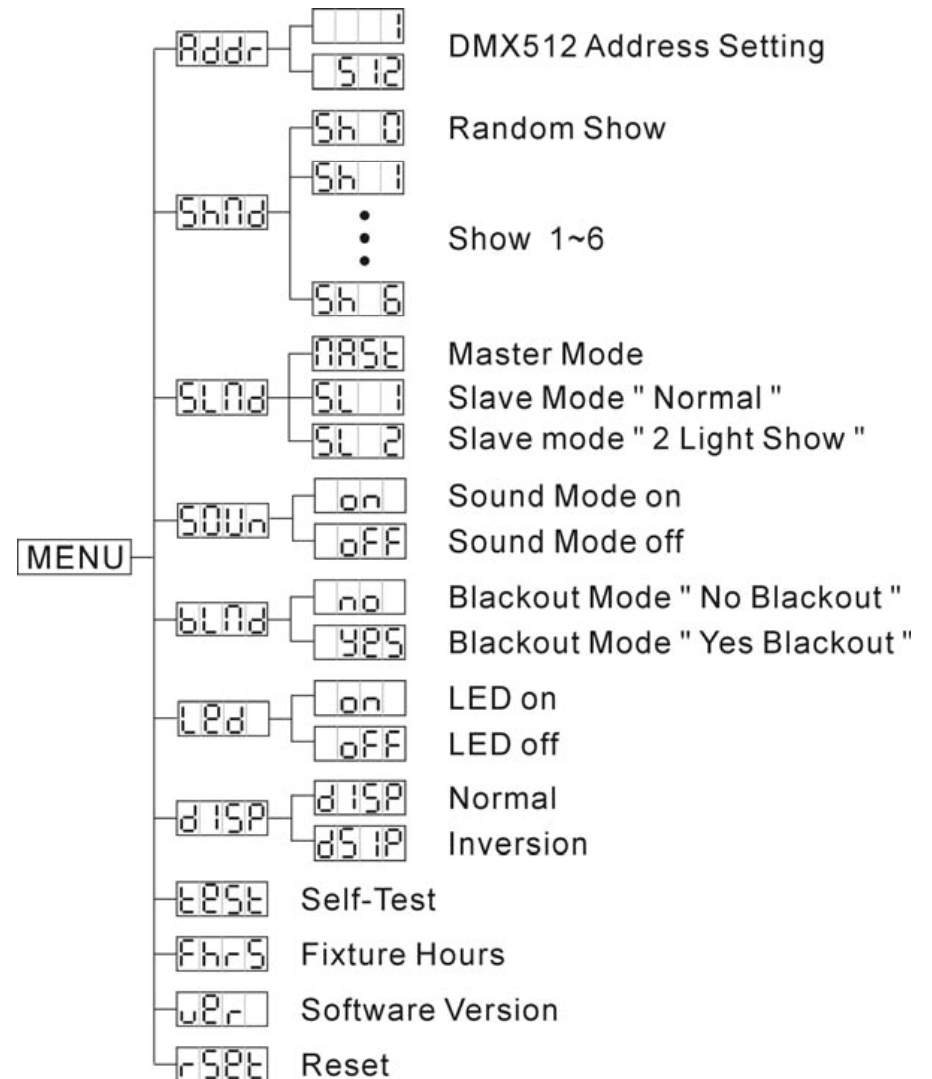 Addr
1
DMX512 Address Setting
512
Sh 0
Random Show
Sh 1
ShMd
Show 1~6
Sh 6
MASt
Master Mode
SLMd
SL 1
Slave Mode " Normal "
SL 2
Slave mode " 2 Light Show "
SOUn
on
Sound Mode on
oFF
Sound Mode off
MENU
bLMd
no
Blackout Mode " No Blackout "
yeS
Blackout Mode " Yes Blackout "
Led
on
LED on
oFF
LED off
dISP
dISP
Normal
dSIP
Inversion
teSt
Self-Test
FhrS
Fixture Hours
ver
Software Version
rSet
Reset